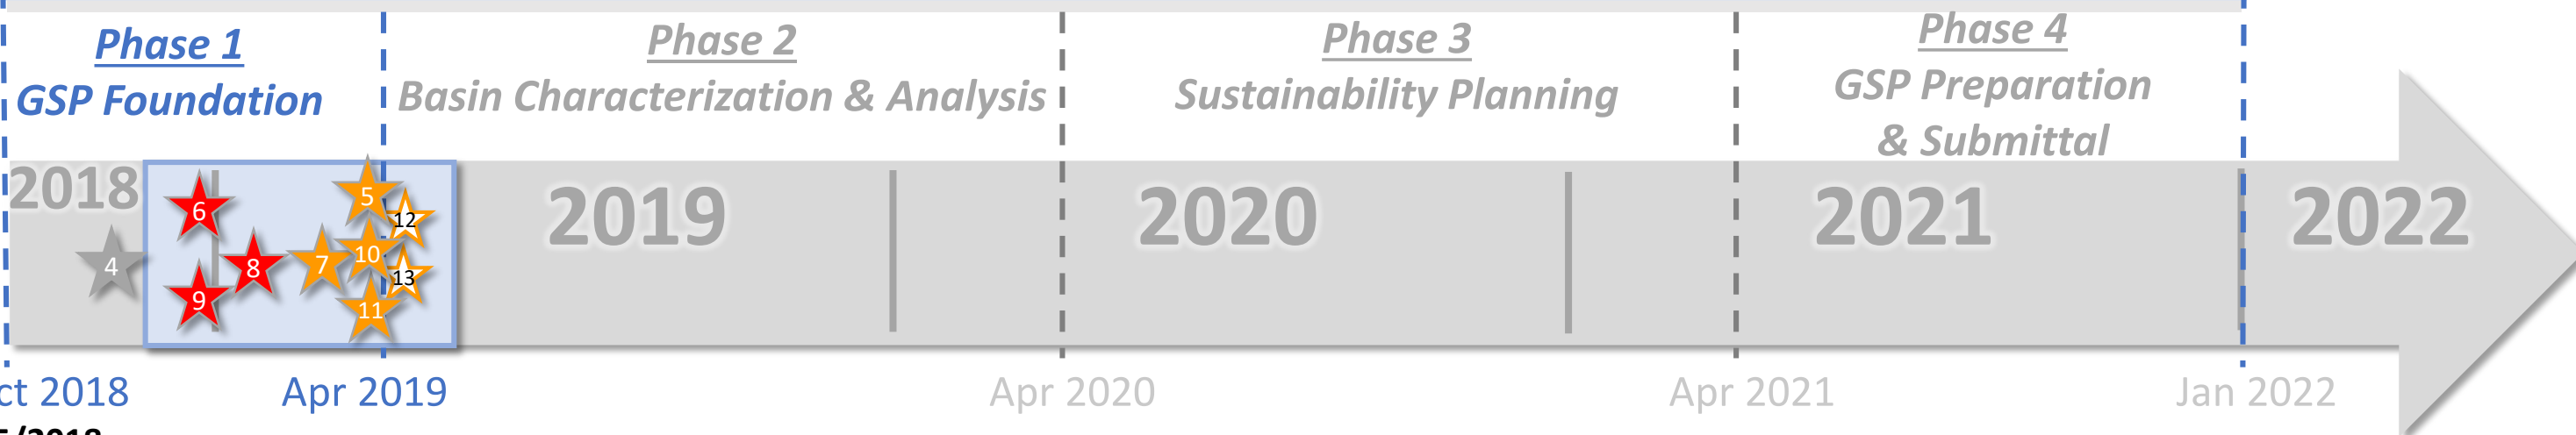 Phase 1
GSP Foundation
Phase 2
Basin Characterization & Analysis
Phase 3
Sustainability Planning
Phase 4
GSP Preparation
& Submittal
2018
2019
2020
2021
2022
4
6
9
8
7
5
10
11
12
13
2018
Apr 2019
Apr 2020
Apr 2021
Jan 2022